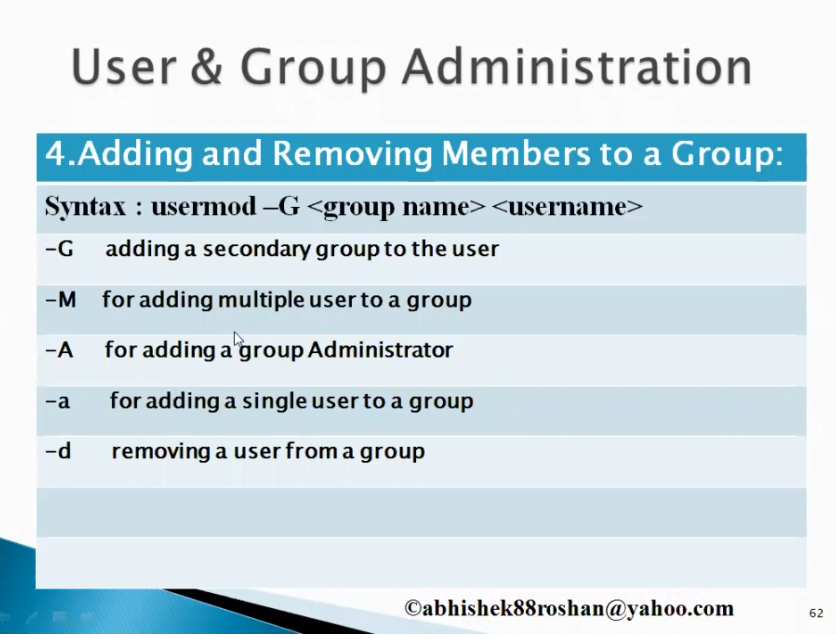 User & Group Administration
4.Adding and Removing Members to a Group:
Syntax : usermod –G <group name> <username>
–G adding a secondary group to the user
–M for adding multiple user to a group
–A for adding a group Administrator
–a for adding a single user to a group
–d removing a user from a group
©abhishek88roshan@yahoo.com
62